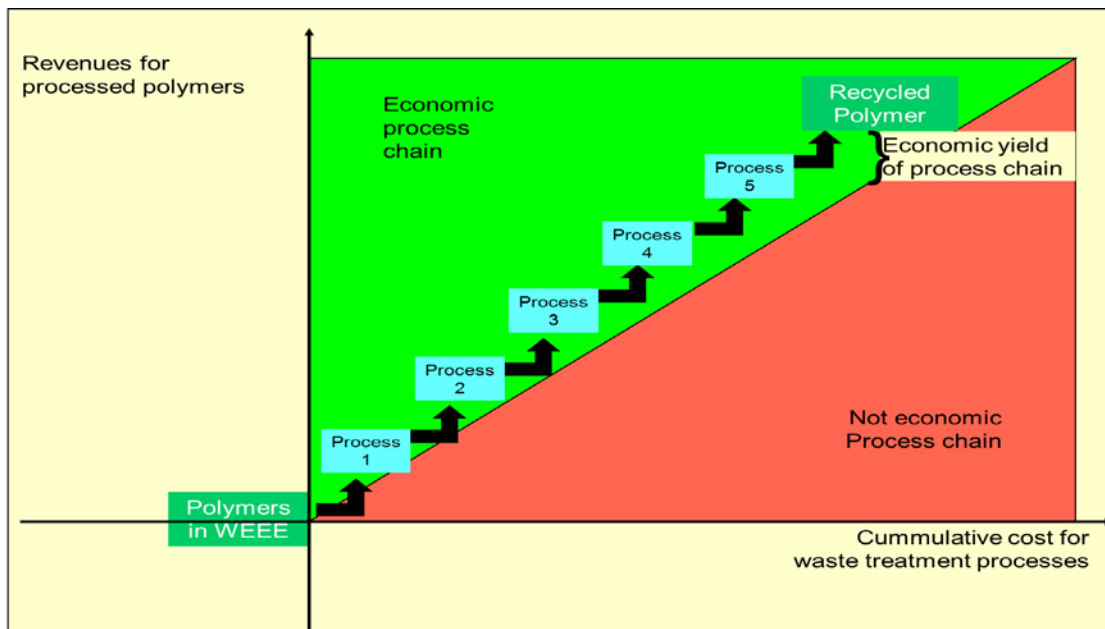 Revenues for
processed polymers
Economic
process
chain
Recycled
Polymer
Economic yield
of process chain
Process
5
Process
4
Process
3
Process
2
Process
1
Not economic
Process chain
Polymers
in WEEE
Cummulative cost for
waste treatment processes